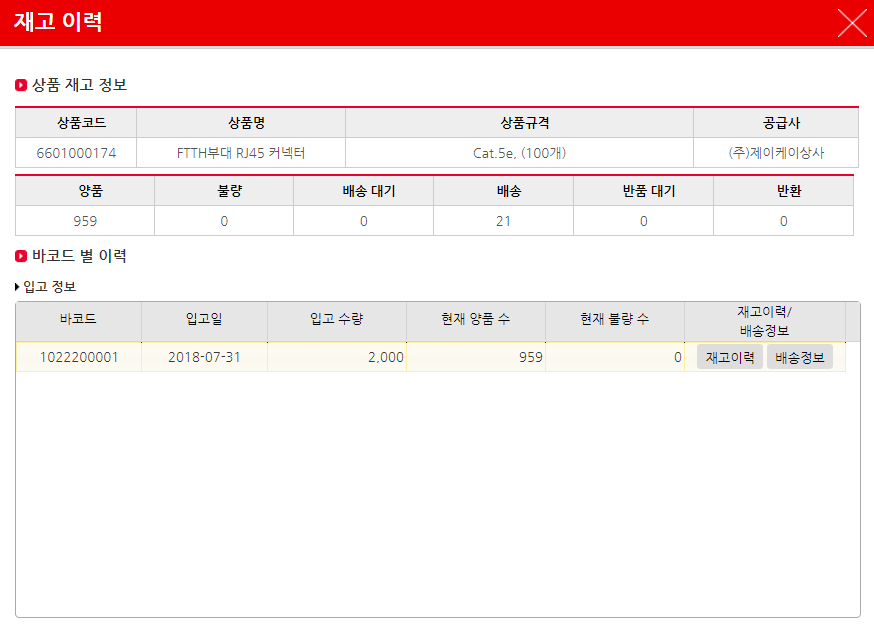 재고 이력
상품 재고 정보
상품코드 상품명 상품규격 공급사
6601000174 FTTH부대 RJ45 커넥터 Cat.5e, (100개) (주)제이케이상사
양품 불량 배송 대기 배송 반품 대기 반환
959 0 0 21 0 0
바코드 별 이력
입고 정보
바코드 입고일 입고 수량 현재 양품 수 현재 불량 수 재고이력/
배송정보
1022200001 2018-07-31 2,000 959 0 재고이력 배송정보